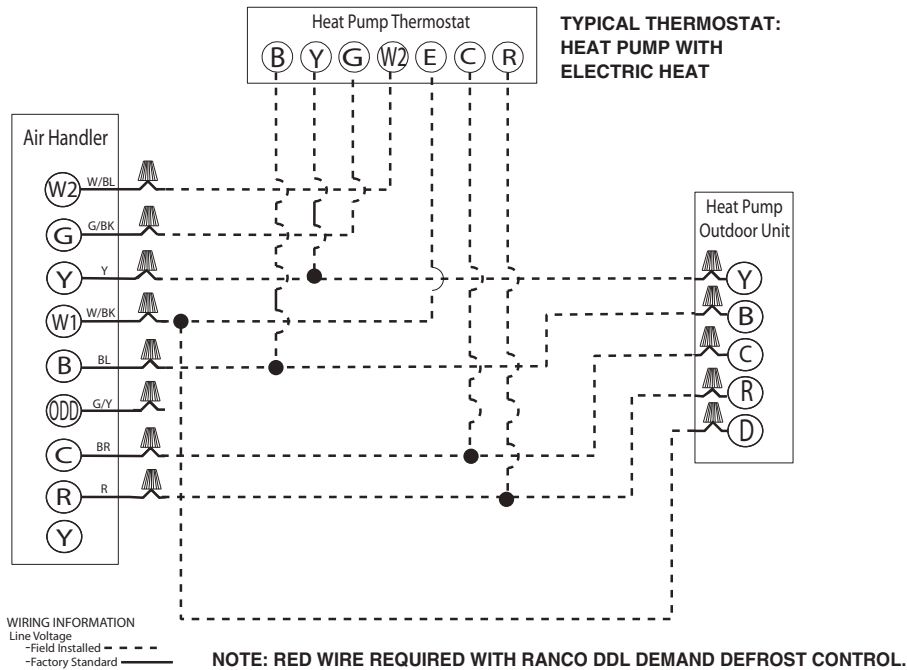 Heat Pump Thermostat
B Y G W2 E C R
TYPICAL THERMOSTAT:
HEAT PUMP WITH
ELECTRIC HEAT
Air Handler
W2 W/BL
G G/BK
Y Y
W1 W/BK
B BL
ODD G/Y
C BR
R R
Y
Heat Pump
Outdoor Unit
Y
B
C
R
D
WIRING INFORMATION
Line Voltage
-Field Installed
-Factory Standard
NOTE: RED WIRE REQUIRED WITH RANCO DDL DEMAND DEFROST CONTROL.